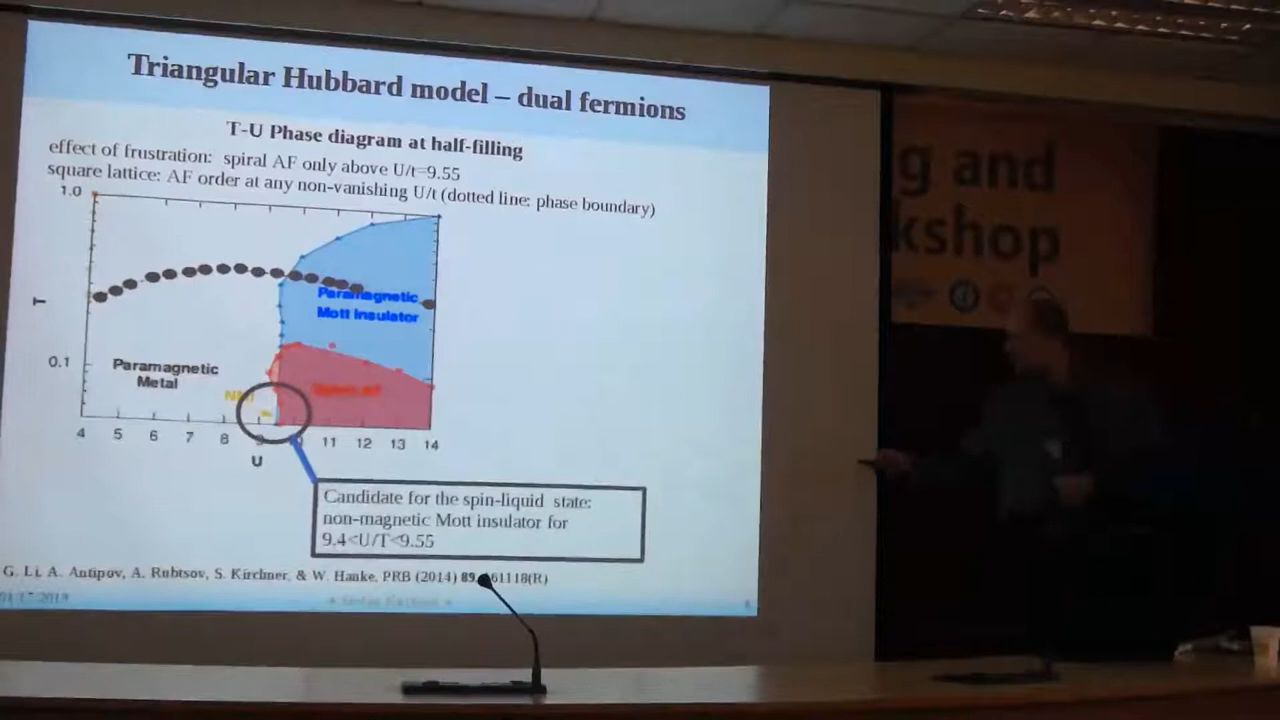 Triangular Hubbard model – dual fermions
T-U Phase diagram at half-filling
effect of frustration: spiral AF only above U/t=9.55
square lattice: AF order at any non-vanishing U/t (dotted line: phase boundary)
1.0
T
0.1
Paramagnetic
Mott Insulator
Paramagnetic
Metal
4 5 6 7 8 9 11 12 13 14
U
Candidate for the spin-liquid state:
non-magnetic Mott insulator for
9.4<U/T<9.55
G. Li, A. Antipov, A. Rubtsov, S. Kirchner, & W. Hanke, PRB (2014) 89, 61118(R)
g and
kshop